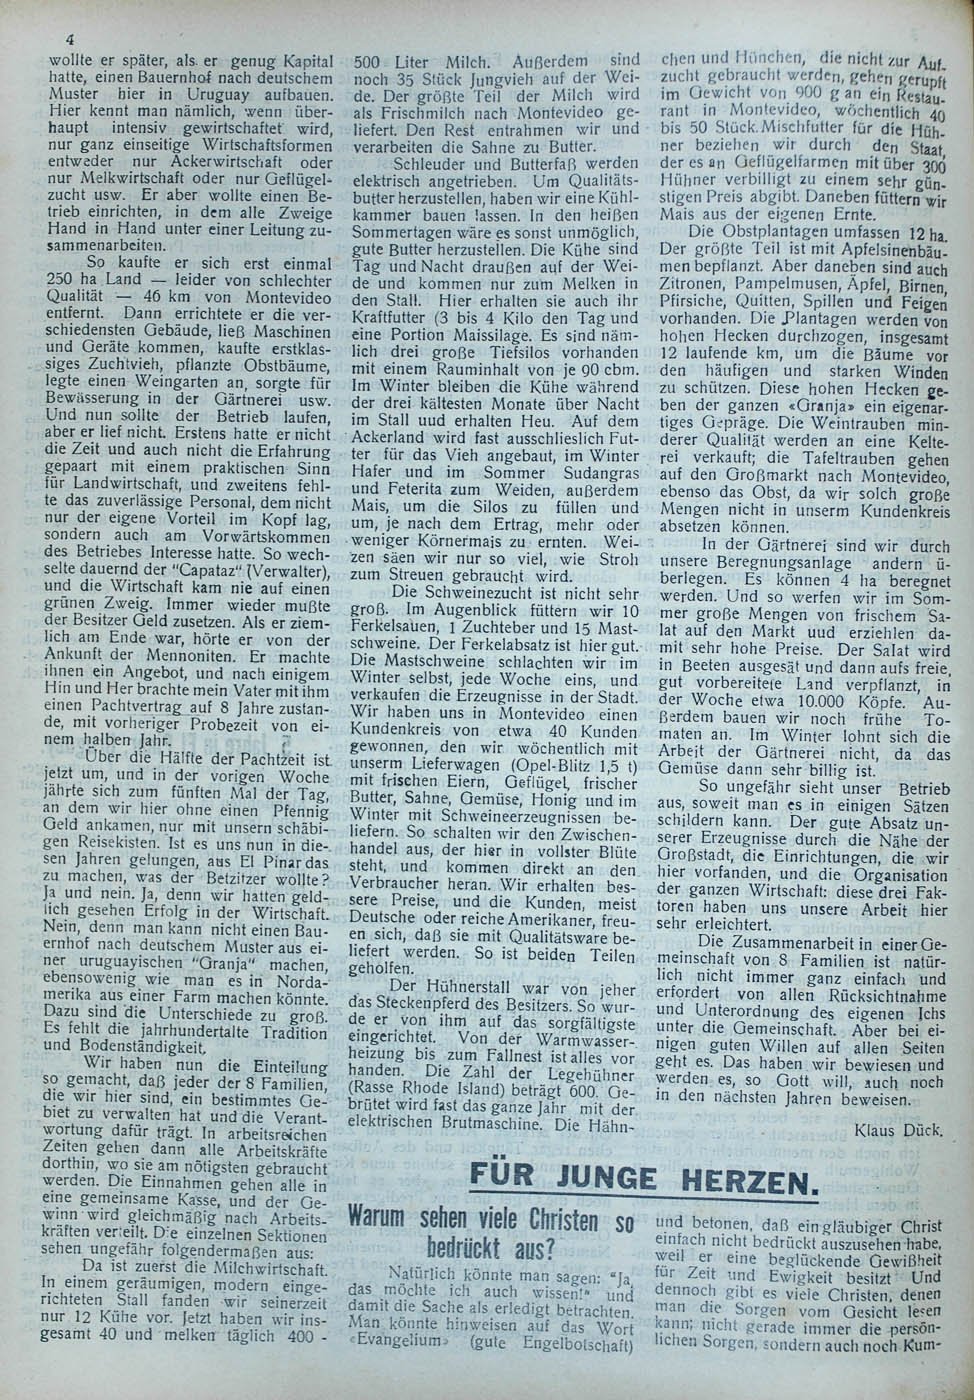 4
wollte er später, als er genug Kapital
hatte, einen Bauernhof nach deutschem
Muster hier in Uruguay aufbauen.
Hier kennt man nämlich, wenn über-
haupt intensiv gewirtschaftet wird,
nur ganz einseitige Wirtschaftsformen
entweder nur Ackerwirtschaft oder
nur Melkwirtschaft oder nur Geflügel-
zucht usw. Er aber wollte einen Be-
trieb einrichten, in dem alle Zweige
Hand in Hand unter einer Leitung zu-
sammenarbeiten.
So kaufte er sich erst einmal
250 ha Land — leider von schlechter
Qualität — 46 km von Montevideo
entfernt. Dann errichtete er die ver-
schiedensten Gebäude, ließ Maschinen
und Geräte kommen, kaufte erstklas-
siges Zuchtvieh, pflanzte Obstbäume,
legte einen Weingarten an, sorgte für
Bewässerung in der Gärtnerei usw.
Und nun sollte der Betrieb laufen,
aber er lief nicht. Erstens hatte er nicht
die Zeit und auch nicht die Erfahrung
gepaart mit einem praktischen Sinn
für Landwirtschaft, und zweitens fehl-
te das zuverlässige Personal, dem nicht
nur der eigene Vorteil im Kopf lag,
sondern auch am Vorwärtskommen
des Betriebes Interesse hatte. So wech-
selte dauernd der "Capataz" (Verwalter),
und die Wirtschaft kam nie auf einen
grünen Zweig. Immer wieder mußte
der Besitzer Geld zusetzen. Als er ziem-
lich am Ende war, hörte er von der
Ankunft der Mennoniten. Er machte
ihnen ein Angebot, und nach einigem
Hin und Her brachte mein Vater mit ihm
einen Pachtvertrag auf 8 Jahre zustan-
de, mit vorheriger Probezeit von ei-
nem halben Jahr.
Über die Hälfte der Pachtzeit ist
jetzt um, und in der vorigen Woche
jährte sich zum fünften Mal der Tag,
an dem wir hier ohne einen Pfennig
Geld ankamen, nur mit unsern schäbi-
gen Reisekisten. Ist es uns nun in die-
sen Jahren gelungen, aus El Pinar das
zu machen, was der Betzitzer wollte?
Ja und nein. Ja, denn wir hatten geld-
lich gesehen Erfolg in der Wirtschaft.
Nein, denn man kann nicht einen Bau-
ernhof nach deutschem Muster aus ei-
ner uruguayischen "Granja" machen,
ebensowenig wie man es in Norda-
merika aus einer Farm machen könnte.
Dazu sind die Unterschiede zu groß.
Es fehlt die jahrhundertalte Tradition
und Bodenständigkeit.
Wir haben nun die Einteilung
so gemacht, daß jeder der 8 Familien,
die wir hier sind, ein bestimmtes Ge-
biet zu verwalten hat und die Verant-
wortung dafür trägt. In arbeitsreichen
Zeiten gehen dann alle Arbeitskräfte
dorthin, wo sie am nötigsten gebraucht
werden. Die Einnahmen gehen alle in
eine gemeinsame Kasse, und der Ge-
winn wird gleichmäßig nach Arbeits-
kräften verteilt. Die einzelnen Sektionen
sehen ungefähr folgendermaßen aus:
Da ist zuerst die Milchwirtschaft.
In einem geräumigen, modern einge-
richteten Stall fanden wir seinerzeit
nur 12 Kühe vor. Jetzt haben wir ins-
gesamt 40 und melken täglich 400 -
500 Liter Milch. Außerdem sind
noch 35 Stück Jungvieh auf der Wei-
de. Der größte Teil der Milch wird
als Frischmilch nach Montevideo ge-
liefert. Den Rest entrahmen wir und
verarbeiten die Sahne zu Butter.
Schleuder und Butterfaß werden
elektrisch angetrieben. Um Qualitäts-
butter herzustellen, haben wir eine Kühl-
kammer bauen lassen. In den heißen
Sommertagen wäre es sonst unmöglich,
gute Butter herzustellen. Die Kühe sind
Tag und Nacht draußen auf der Wei-
de und kommen nur zum Melken in
den Stall. Hier erhalten sie auch ihr
Kraftfutter (3 bis 4 Kilo den Tag und
eine Portion Maissilage. Es sind näm-
lich drei große Tiefsilos vorhanden
mit einem Rauminhalt von je 90 cbm.
Im Winter bleiben die Kühe während
der drei kältesten Monate über Nacht
im Stall uud erhalten Heu. Auf dem
Ackerland wird fast ausschlieslich Fut-
ter für das Vieh angebaut, im Winter
Hafer und im Sommer Sudangras
und Feterita zum Weiden, außerdem
Mais, um die Silos zu füllen und
um, je nach dem Ertrag, mehr oder
weniger Körnermais zu ernten. Wei-
zen säen wir nur so viel, wie Stroh
zum Streuen gebraucht wird.
Die Schweinezucht ist nicht sehr
groß. Im Augenblick füttern wir 10
Ferkelsauen, 1 Zuchteber und 15 Mast-
schweine. Der Ferkelabsatz ist hier gut.
Die Mastschweine schlachten wir im
Winter selbst, jede Woche eins, und
verkaufen die Erzeugnisse in der Stadt.
Wir haben uns in Montevideo einen
Kundenkreis von etwa 40 Kunden
gewonnen, den wir wöchentlich mit
unserm Lieferwagen (Opel-Blitz 1,5 t)
mit frischen Eiern, Geflügel, frischer
Butter, Sahne, Gemüse, Honig und im
Winter mit Schweineerzeugnissen be-
liefern. So schalten wir den Zwischen-
handel aus, der hier in vollster Blüte
steht, und kommen direkt an den
Verbraucher heran. Wir erhalten bes-
sere Preise, und die Kunden, meist
Deutsche oder reiche Amerikaner, freu-
en sich, daß sie mit Qualitätsware be-
liefert werden. So ist beiden Teilen
geholfen.
Der Hühnerstall war von jeher
das Steckenpferd des Besitzers. So wur-
de er von ihm auf das sorgfältigste
eingerichtet. Von der Warmwasser-
heizung bis zum Fallnest ist alles vor
handen. Die Zahl der Legehühner
(Rasse Rhode Island) beträgt 600. Ge-
brütet wird fast das ganze Jahr mit der
elektrischen Brutmaschine. Die Hähn-
chen und Hünchen, die nicht zur Auf-
zucht gebraucht werden, gehen gerupft
im Gewicht von 900 g an ein Restau-
rant in Montevideo, wöchentlich 40
bis 50 Stück. Mischfutter für die Hüh-
ner beziehen wir durch den Staat,
der es an Geflügelfarmen mit über 300
Hühner verbilligt zu einem sehr gün-
stigen Preis abgibt. Daneben füttern wir
Mais aus der eigenen Ernte.
Die Obstplantagen umfassen 12 ha.
Der größte Teil ist mit Apfelsinenbäu-
men bepflanzt. Aber daneben sind auch
Zitronen, Pampelmusen, Äpfel, Birnen,
Pfirsiche, Quitten, Spillen und Feigen
vorhanden. Die Plantagen werden von
hohen Hecken durchzogen, insgesamt
12 laufende km, um die Bäume vor
den häufigen und starken Winden
zu schützen. Diese hohen Hecken ge-
ben der ganzen «Granja» ein eigenar-
tiges Gepräge. Die Weintrauben min-
derer Qualität werden an eine Kelte-
rei verkauft; die Tafeltrauben gehen
auf den Großmarkt nach Montevideo,
ebenso das Obst, da wir solch große
Mengen nicht in unserm Kundenkreis
absetzen können.
In der Gärtnerei sind wir durch
unsere Beregnungsanlage andern ü-
berlegen. Es können 4 ha beregnet
werden. Und so werfen wir im Som-
mer große Mengen von frischem Sa-
lat auf den Markt uud erziehlen da-
mit sehr hohe Preise. Der Salat wird
in Beeten ausgesät und dann aufs freie,
gut vorbereitete Land verpflanzt, in
der Woche etwa 10.000 Köpfe. Au-
ßerdem bauen wir noch frühe To-
maten an. Im Winter lohnt sich die
Arbeit der Gärtnerei nicht, da das
Gemüse dann sehr billig ist.
So ungefähr sieht unser Betrieb
aus, soweit man es in einigen Sätzen
schildern kann. Der gute Absatz un-
serer Erzeugnisse durch die Nähe der
Großstadt, die Einrichtungen, die wir
hier vorfanden, und die Organisation
der ganzen Wirtschaft: diese drei Fak-
toren haben uns unsere Arbeit hier
sehr erleichtert.
Die Zusammenarbeit in einer Ge-
meinschaft von 8 Familien ist natür-
lich nicht immer ganz einfach und
erfordert von allen Rücksichtnahme
und Unterordnung des eigenen Ichs
unter die Gemeinschaft. Aber bei ei-
nigen guten Willen auf allen Seiten
geht es. Das haben wir bewiesen und
werden es, so Gott will, auch noch
in den nächsten Jahren beweisen.
Klaus Dück.
FÜR JUNGE HERZEN.
Warum sehen viele Christen so
bedrückt aus?
Natürlich könnte man sagen: "Ja,
das möchte ich auch wissen!" und
damit die Sache als erledigt betrachten.
Man könnte hinweisen auf das Wort
«Evangelium» (gute Engelbotschaft)
und betonen, daß ein gläubiger Christ
einfach nicht bedrückt auszusehen habe,
weil er eine beglückende Gewißheit
für Zeit und Ewigkeit besitzt. Und
dennoch gibt es viele Christen, denen
man die Sorgen vom Gesicht lesen
kann; nicht gerade immer die persön-
lichen Sorgen, sondern auch noch Kum-